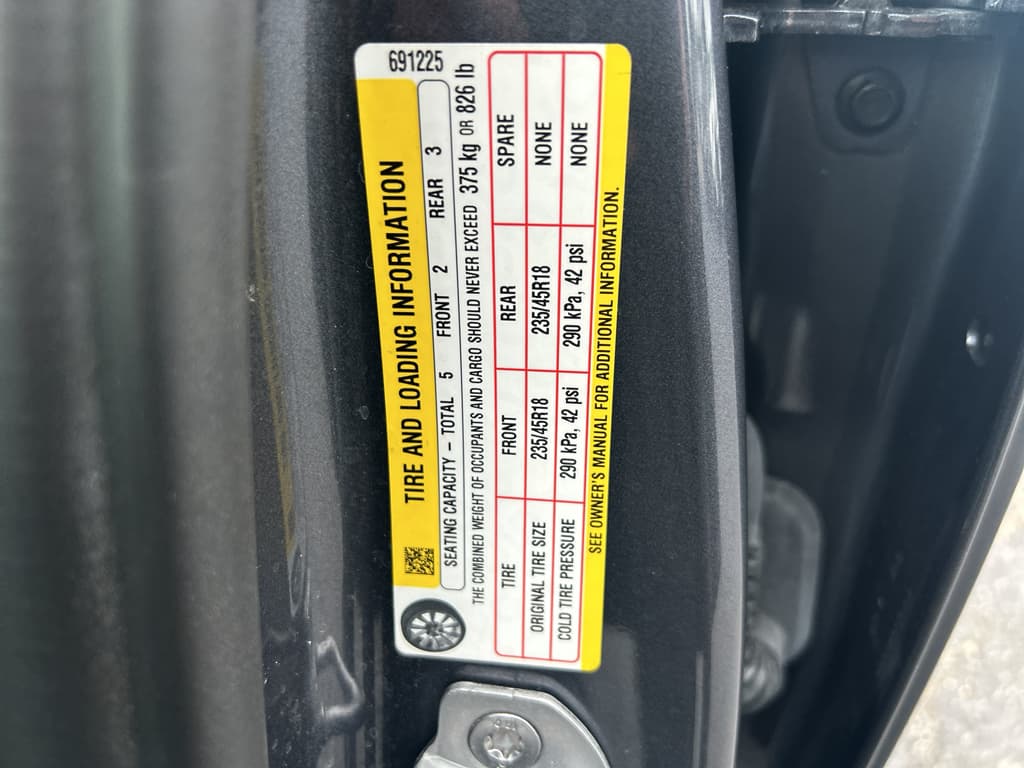 691225
TIRE AND LOADING INFORMATION
SEATING CAPACITY – TOTAL 5 FRONT 2 REAR 3
THE COMBINED WEIGHT OF OCCUPANTS AND CARGO SHOULD NEVER EXCEED 375 kg OR 826 lb
TIRE FRONT REAR SPARE
ORIGINAL TIRE SIZE 235/45R18 235/45R18 NONE
COLD TIRE PRESSURE 290 kPa, 42 psi 290 kPa, 42 psi NONE
SEE OWNER'S MANUAL FOR ADDITIONAL INFORMATION.